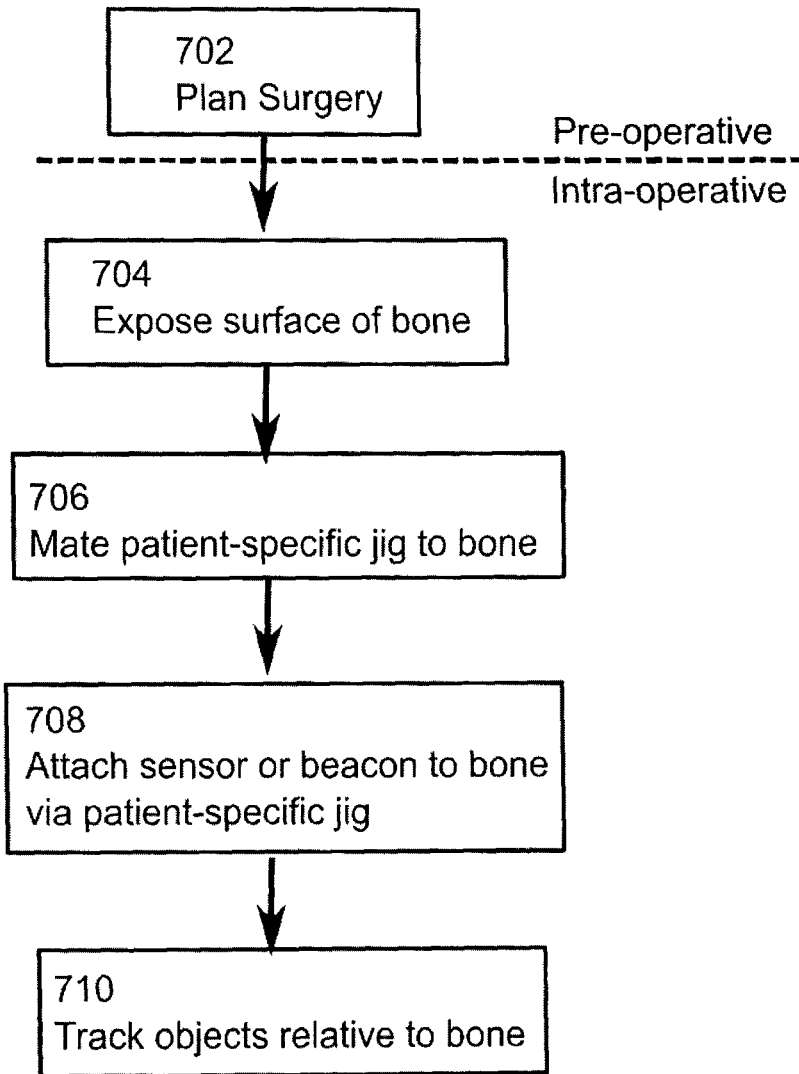 702
Plan Surgery
Pre-operative
Intra-operative
704
Expose surface of bone
706
Mate patient-specific jig to bone
708
Attach sensor or beacon to bone
via patient-specific jig
710
Track objects relative to bone